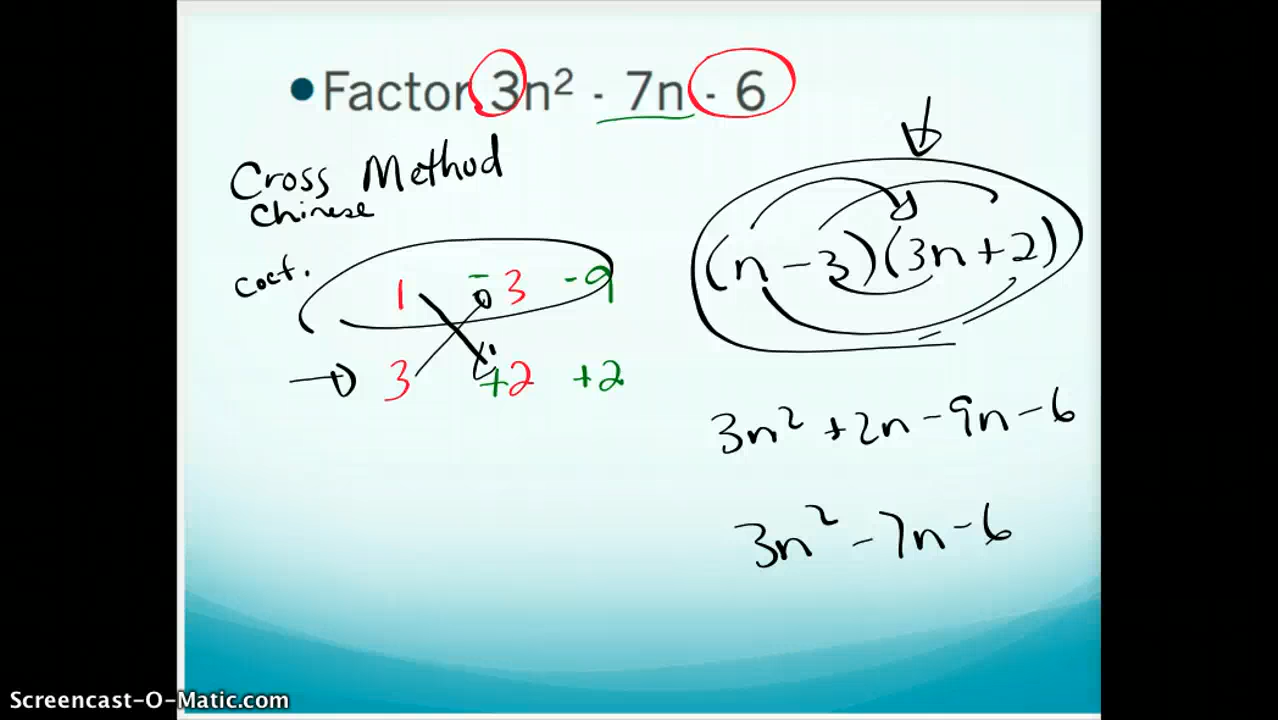 •Factor 3n² - 7n - 6
Cross Method
Chinese
1 -3 -9
3 +2 +2
(n-3)(3n+2)
3n² + 2n - 9n - 6
3n² - 7n - 6
Screencast-O-Matic.com